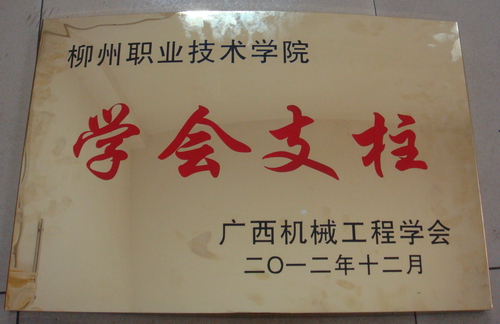 柳州职业技术学院
学会支柱
广西机械工程学会
二〇一二年十二月